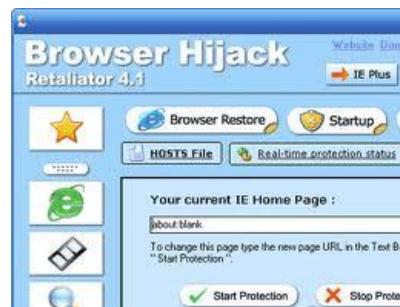 Browser Hijack
Retaliator 4.1
Website
IE Plus
Browser Restore
Startup
HOSTS File
Real-time protection status
Your current IE Home Page :
about:blank
To change this page type the new page URL in the Text B
"Start Protection".
Start Protection
Stop Prote